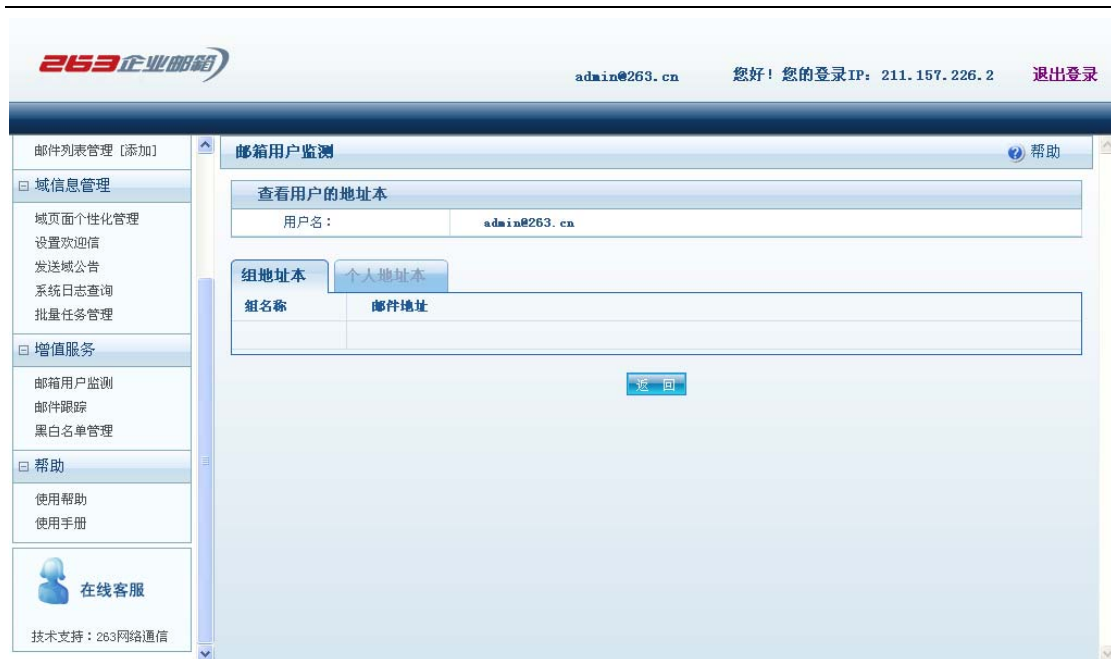 263企业邮箱
admin@263.cn 您好！您的登录IP：211.157.226.2 退出登录
邮件列表管理 [添加]
域信息管理
域页面个性化管理
设置欢迎信
发送域公告
系统日志查询
批量任务管理
增值服务
邮箱用户监测
邮件跟踪
黑白名单管理
帮助
使用帮助
使用手册
在线客服
技术支持：263网络通信
邮箱用户监测 帮助
查看用户的地址本
用户名： admin@263.cn
组地址本 个人地址本
组名称 邮件地址
返 回